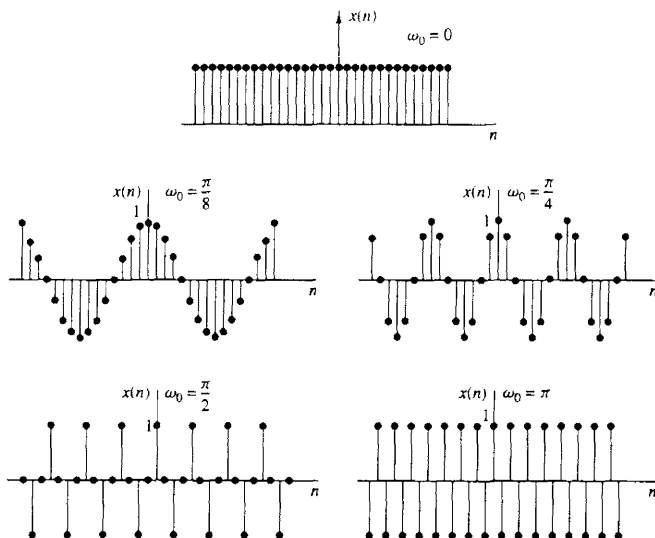 x(n)
ω₀ = 0
n
x(n) ω₀ = π/8
1
n
x(n) ω₀ = π/4
1
n
x(n) ω₀ = π/2
1
n
x(n) ω₀ = π
1
n